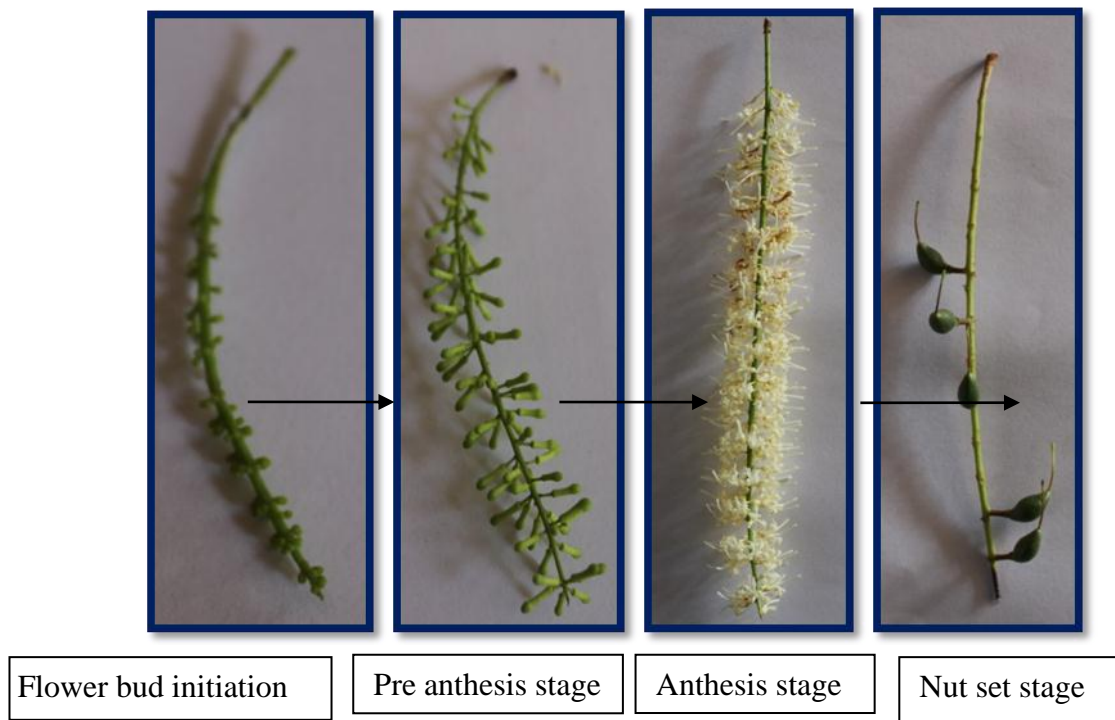 Flower bud initiation
Pre anthesis stage
Anthesis stage
Nut set stage